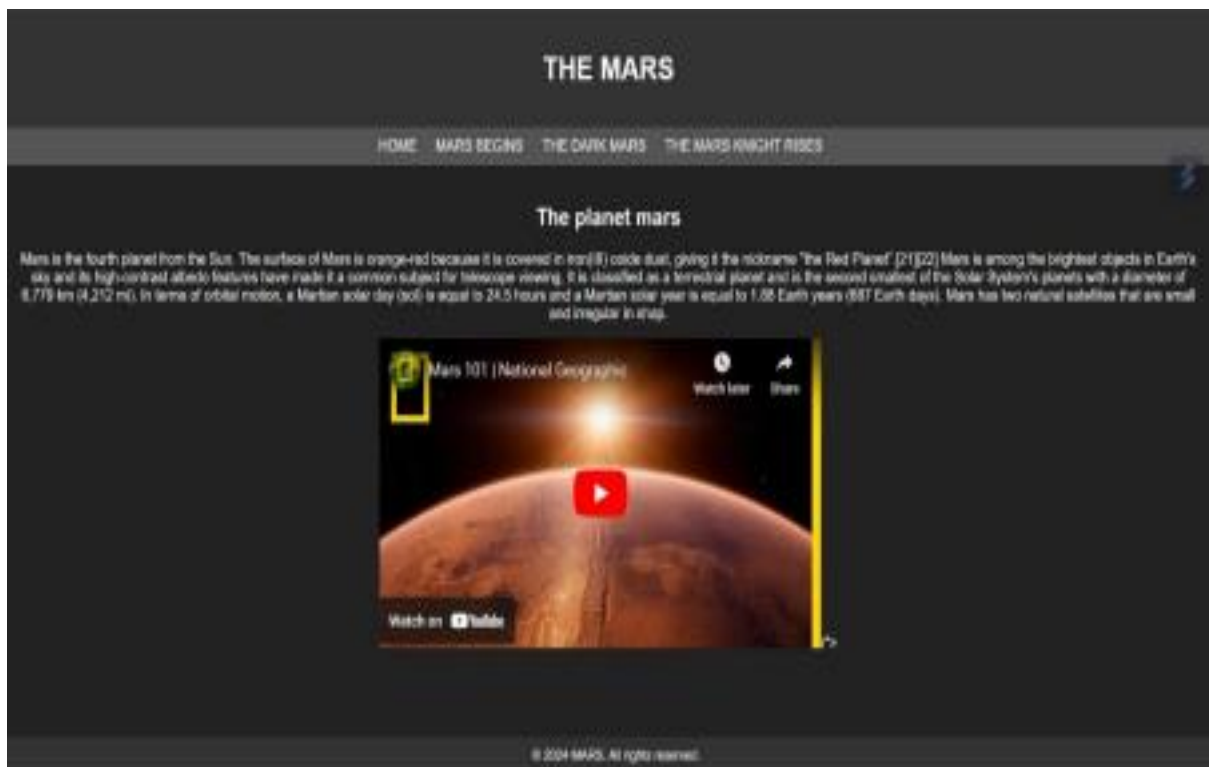 THE MARS
HOME MARS BEGINS THE DARK MARS THE MARS KNIGHT RISES
The planet mars
Mars is the fourth planet from the Sun. The surface of Mars is orange-red because it is covered in iron(III) oxide dust, giving it the nickname "the Red Planet".[21][22] Mars is among the brightest objects in Earth's
sky and its high-contrast albedo features have made it a common subject for telescope viewing. It is classified as a terrestrial planet and is the second smallest of the Solar System's planets with a diameter of
6,779 km (4,212 mi). In terms of orbital motion, a Martian solar day (sol) is equal to 24.5 hours and a Martian solar year is equal to 1.88 Earth years (687 Earth days). Mars has two natural satellites that are small
and irregular in shap.
Mars 101 | National Geographic
Watch later Share
Watch on YouTube
© 2024 MARS. All rights reserved.